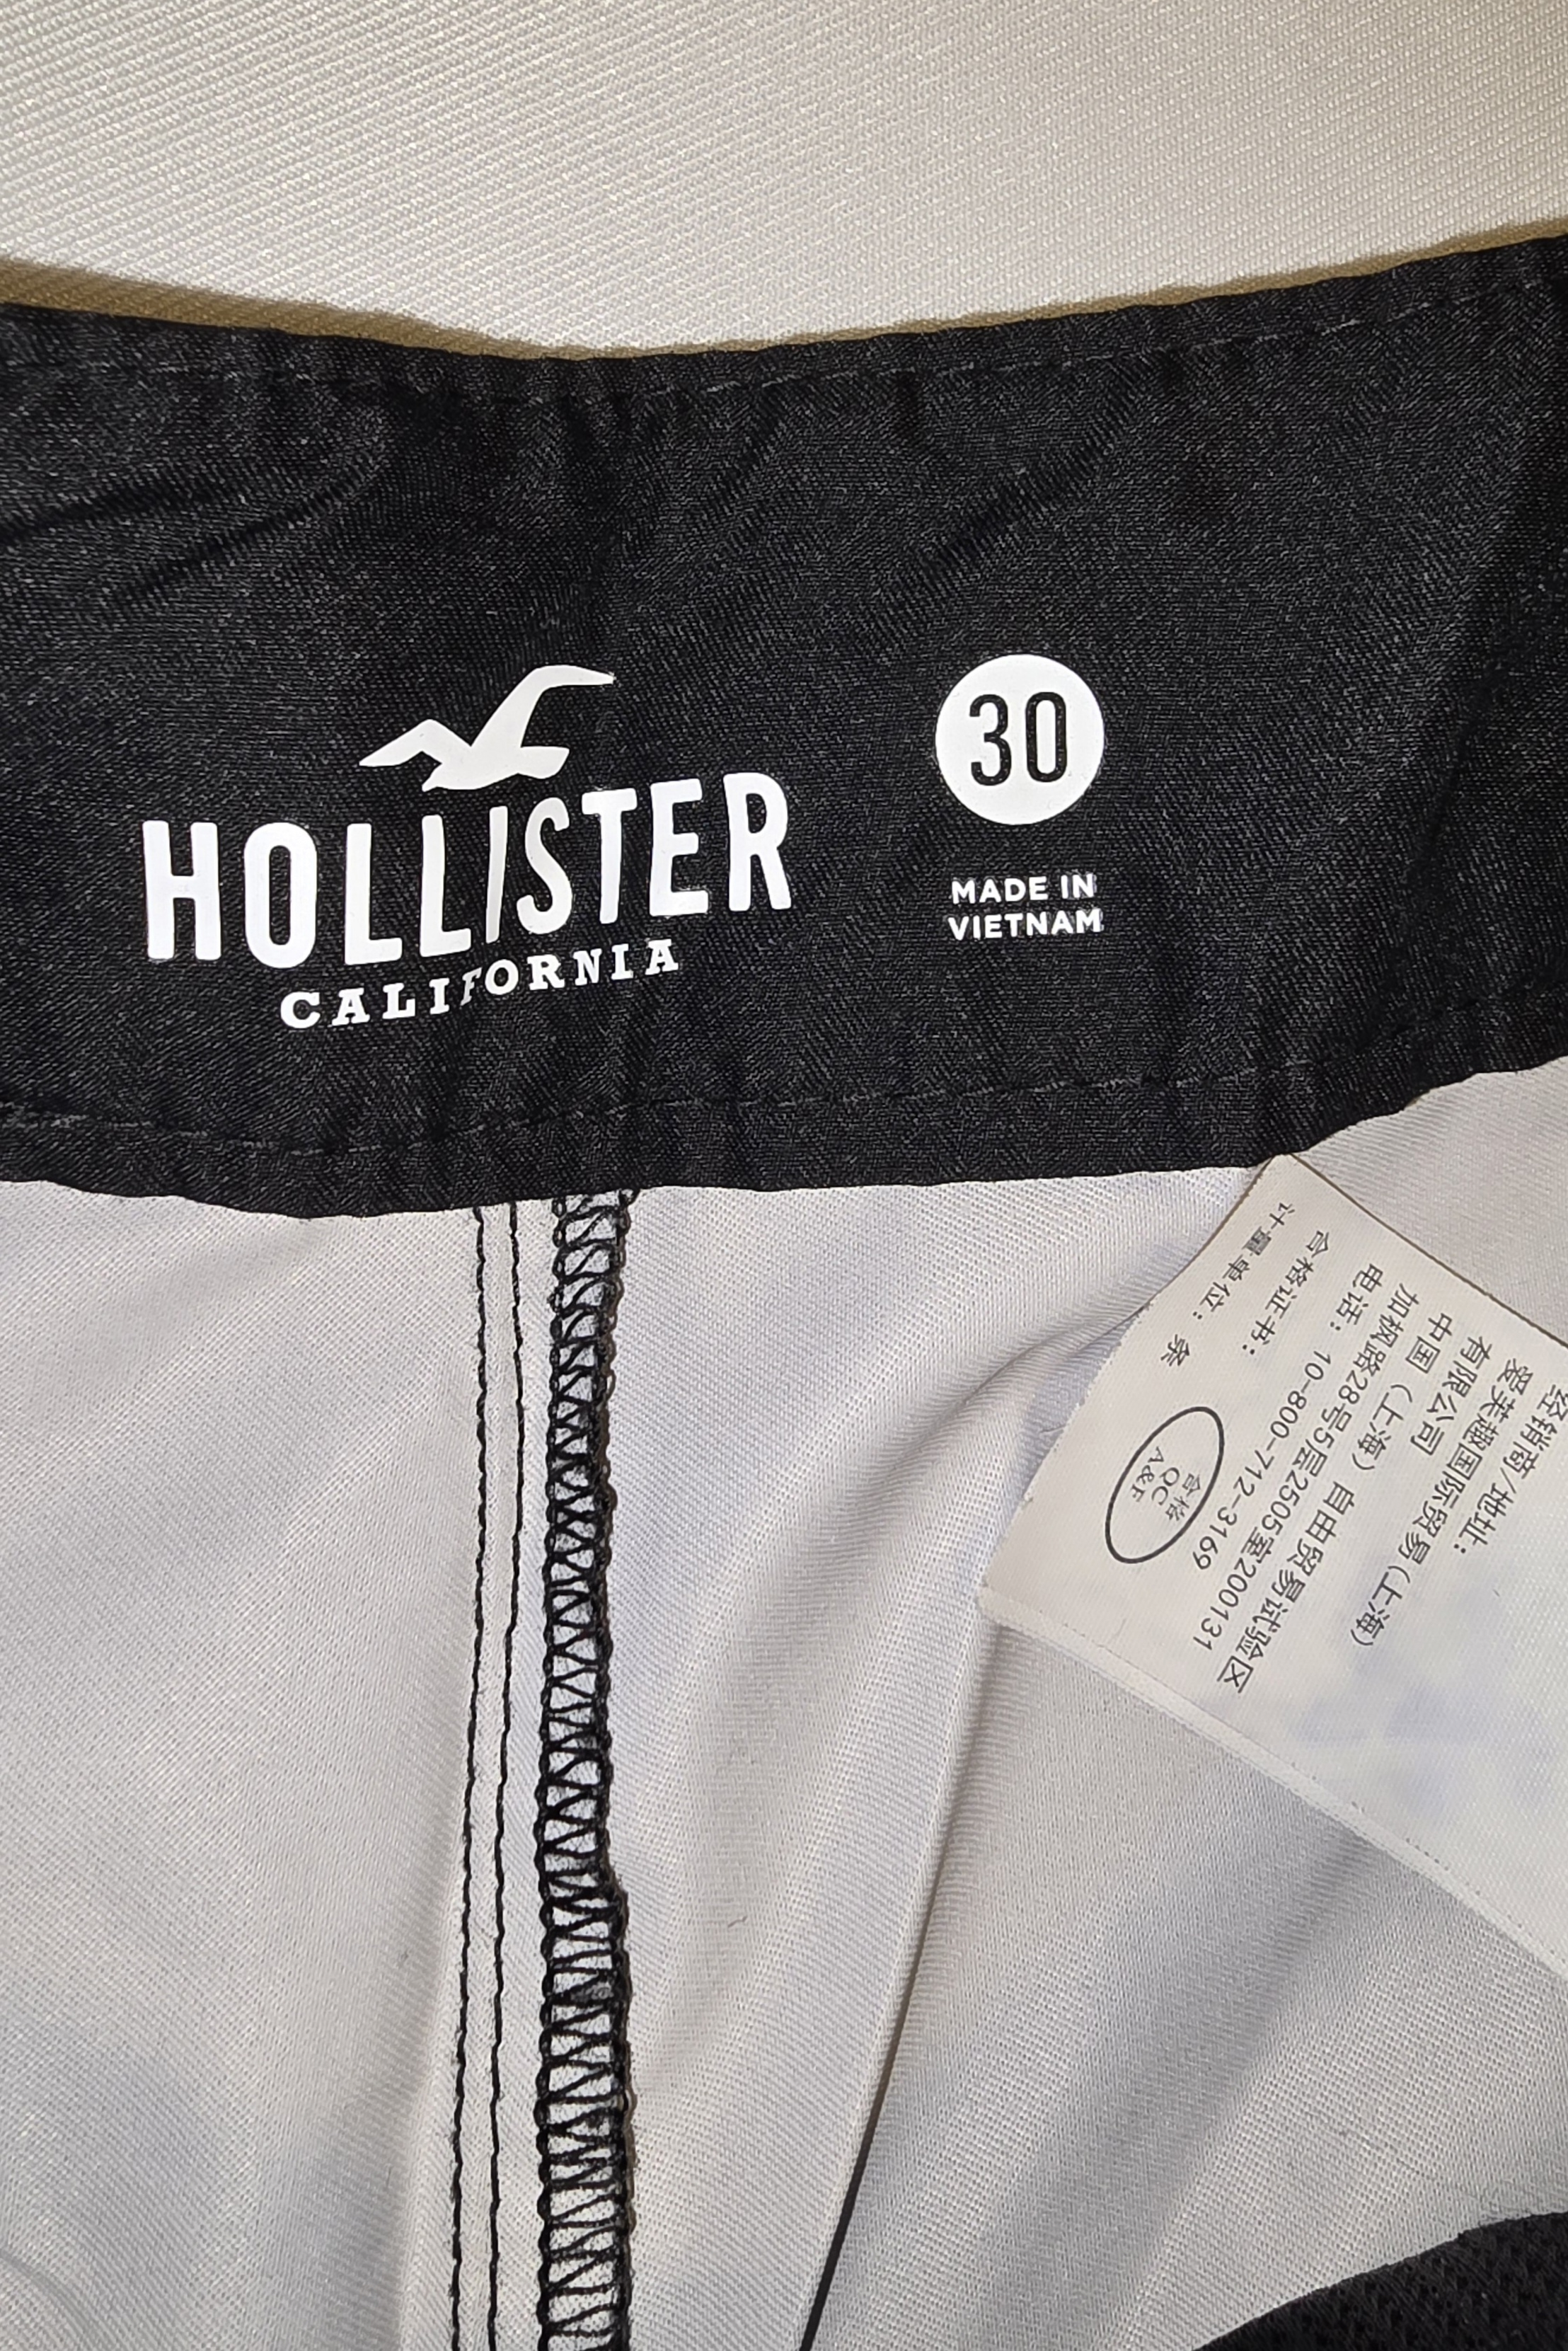 HOLLISTER
CALIFORNIA
30
MADE IN
VIETNAM
经销商/地址:
爱芙趣国际贸易(上海)
有限公司
中国(上海)自由贸易试验区
加枫路28号5层2505室200131
电话: 10-800-712-3169
合格证书:
合格
QC
A&F
计量单位: 条